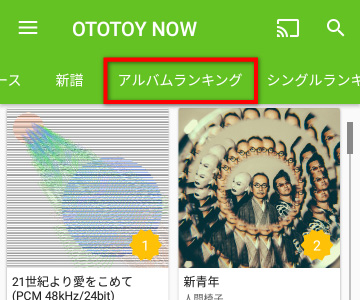 OTOTOY NOW
ース 新譜 アルバムランキング シングルランキ
1
2
21世紀より愛をこめて
(PCM 48kHz/24bit)
新青年
人間椅子